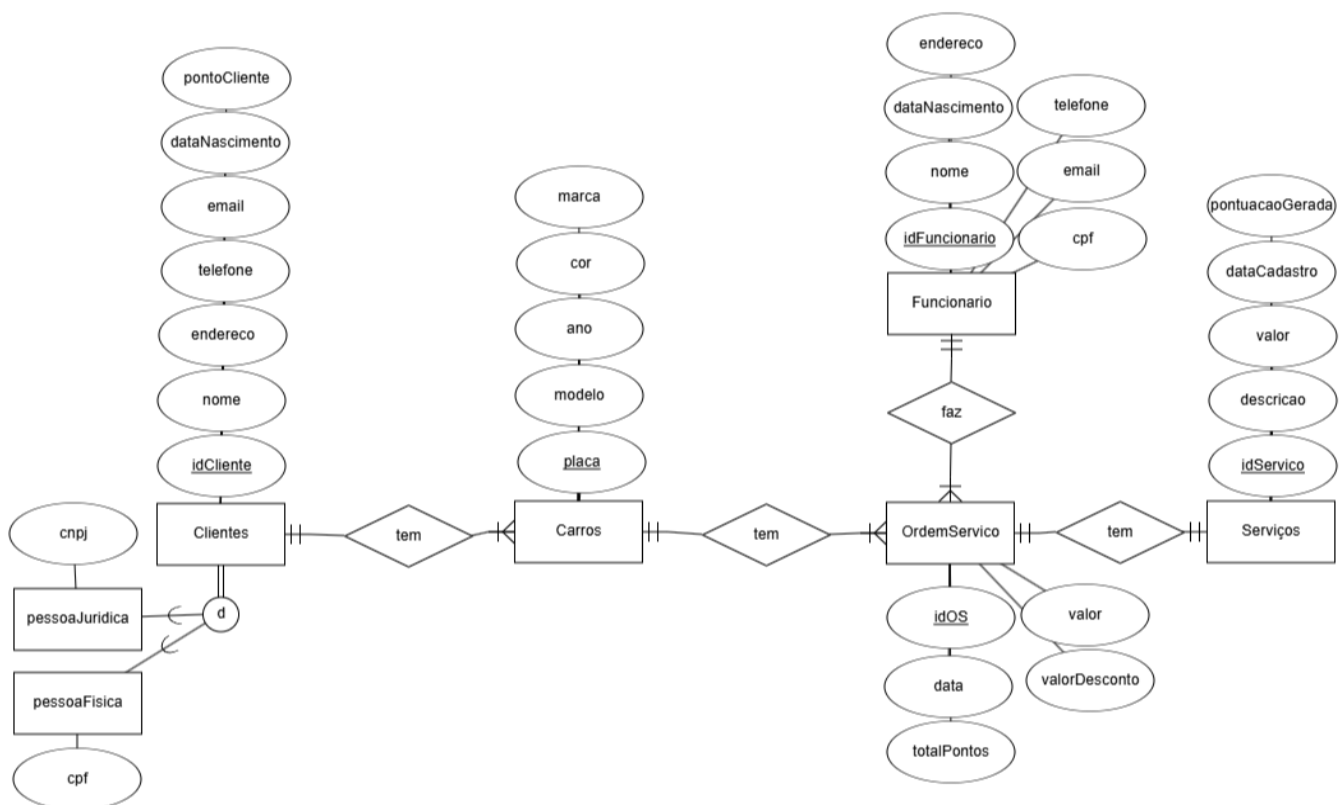 pontoCliente
dataNascimento
email
telefone
endereco
nome
idCliente
Clientes
cnpj
pessoaJuridica
d
pessoaFisica
cpf
tem
marca
cor
ano
modelo
placa
Carros
tem
endereco
dataNascimento
telefone
nome
email
idFuncionario
cpf
Funcionario
faz
OrdemServico
idOS
valor
data
valorDesconto
totalPontos
tem
pontuacaoGerada
dataCadastro
valor
descricao
idServico
Serviços